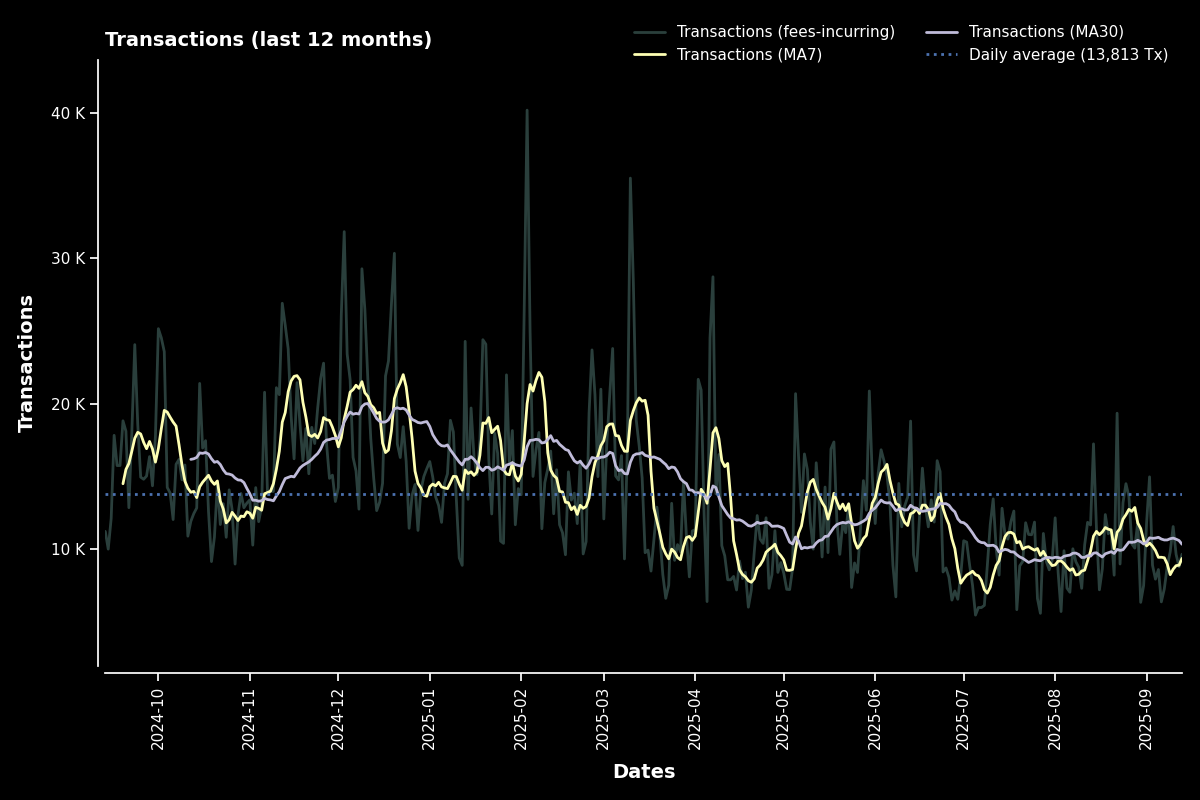 Transactions (last 12 months)
Transactions (fees-incurring)
Transactions (MA7)
Transactions (MA30)
Daily average (13,813 Tx)
Transactions
40 K
30 K
20 K
10 K
2024-10
2024-11
2024-12
2025-01
2025-02
2025-03
2025-04
2025-05
2025-06
2025-07
2025-08
2025-09
Dates